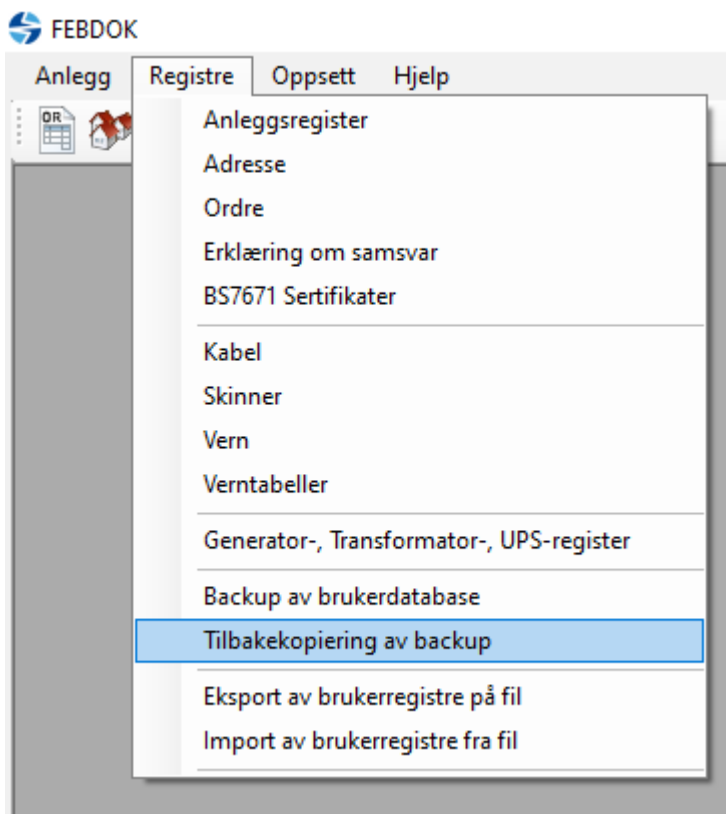 FEBDOK
Anlegg Registre Oppsett Hjelp
OR
Anleggsregister
Adresse
Ordre
Erklæring om samsvar
BS7671 Sertifikater
Kabel
Skinner
Vern
Verntabeller
Generator-, Transformator-, UPS-register
Backup av brukerdatabase
Tilbakekopiering av backup
Eksport av brukerregistre på fil
Import av brukerregistre fra fil